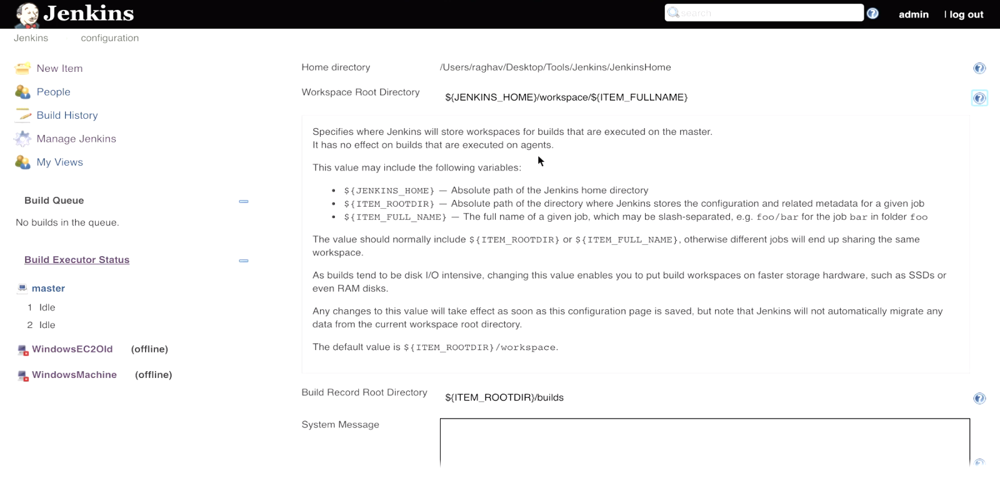 Jenkins
search
admin
| log out
Jenkins
configuration
New Item
People
Build History
Manage Jenkins
My Views
Build Queue
No builds in the queue.
Build Executor Status
master
1 Idle
2 Idle
WindowsEC2Old (offline)
WindowsMachine (offline)
Home directory /Users/raghav/Desktop/Tools/Jenkins/JenkinsHome
Workspace Root Directory ${JENKINS_HOME}/workspace/${ITEM_FULLNAME}
Specifies where Jenkins will store workspaces for builds that are executed on the master.
It has no effect on builds that are executed on agents.
This value may include the following variables:
• ${JENKINS_HOME} — Absolute path of the Jenkins home directory
• ${ITEM_ROOTDIR} — Absolute path of the directory where Jenkins stores the configuration and related metadata for a given job
• ${ITEM_FULL_NAME} — The full name of a given job, which may be slash-separated, e.g. foo/bar for the job bar in folder foo
The value should normally include ${ITEM_ROOTDIR} or ${ITEM_FULL_NAME}, otherwise different jobs will end up sharing the same
workspace.
As builds tend to be disk I/O intensive, changing this value enables you to put build workspaces on faster storage hardware, such as SSDs or
even RAM disks.
Any changes to this value will take effect as soon as this configuration page is saved, but note that Jenkins will not automatically migrate any
data from the current workspace root directory.
The default value is ${ITEM_ROOTDIR}/workspace.
Build Record Root Directory ${ITEM_ROOTDIR}/builds
System Message